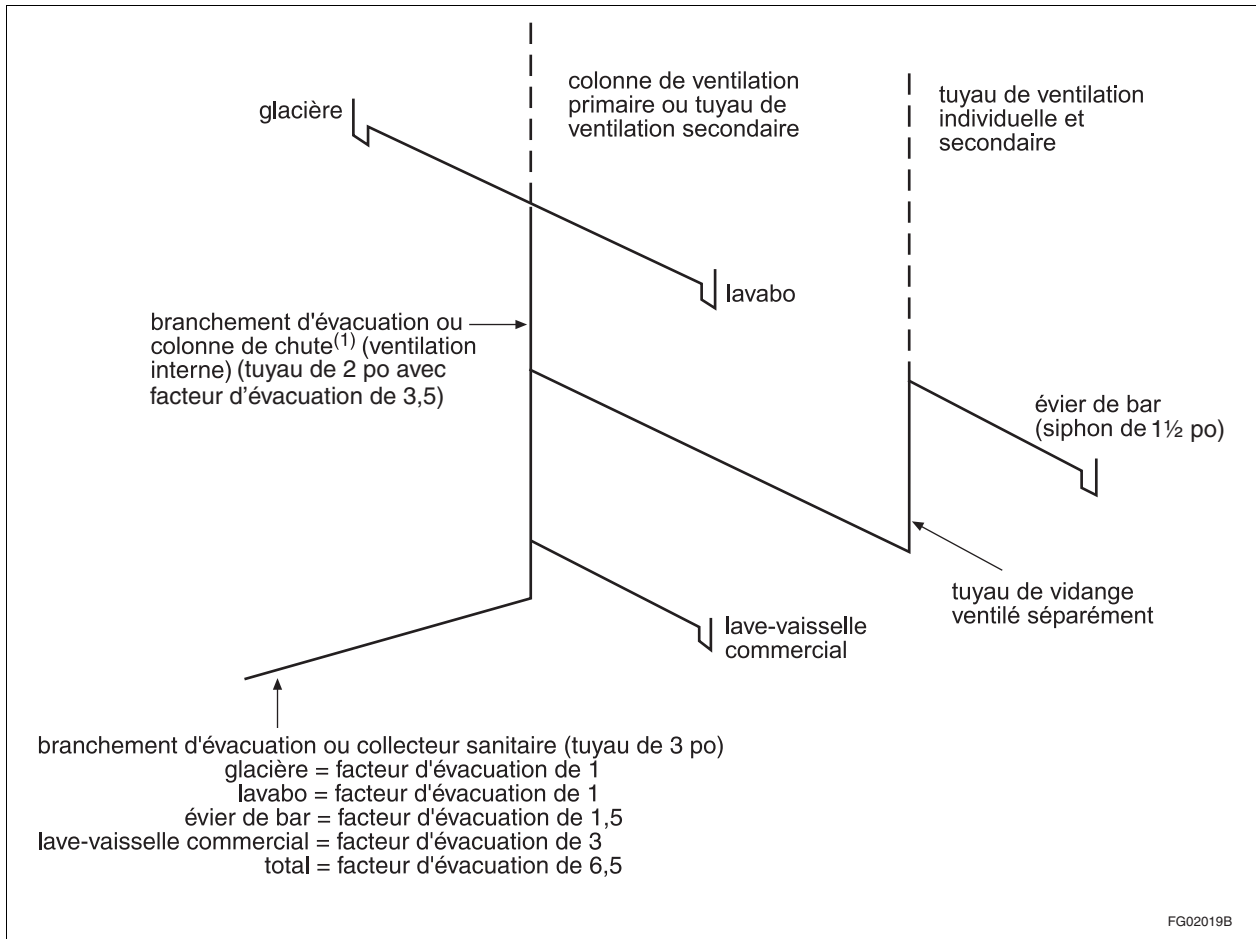 glacière
colonne de ventilation
primaire ou tuyau de
ventilation secondaire
tuyau de ventilation
individuelle et
secondaire
lavabo
branchement d'évacuation ou
colonne de chute(1) (ventilation
interne) (tuyau de 2 po avec
facteur d'évacuation de 3,5)
évier de bar
(siphon de 1½ po)
tuyau de vidange
ventilé séparément
lave-vaisselle
commercial
branchement d'évacuation ou collecteur sanitaire (tuyau de 3 po)
glacière = facteur d'évacuation de 1
lavabo = facteur d'évacuation de 1
évier de bar = facteur d'évacuation de 1,5
lave-vaisselle commercial = facteur d'évacuation de 3
total = facteur d'évacuation de 6,5
FG02019B